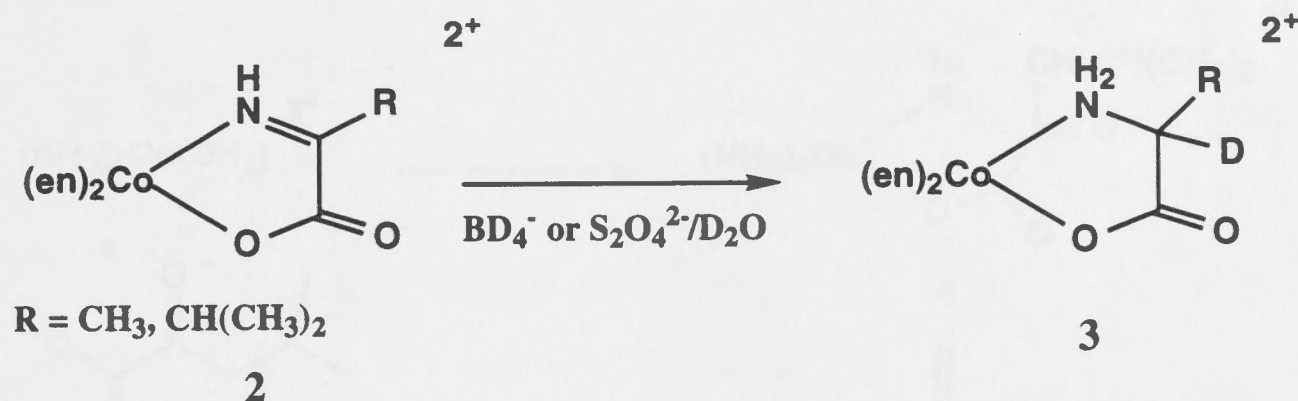 2+
H
N
R
(en)₂Co
O
O
BD₄⁻ or S₂O₄²⁻/D₂O
2+
H₂
N
R
D
(en)₂Co
O
O
R = CH₃, CH(CH₃)₂
2
3